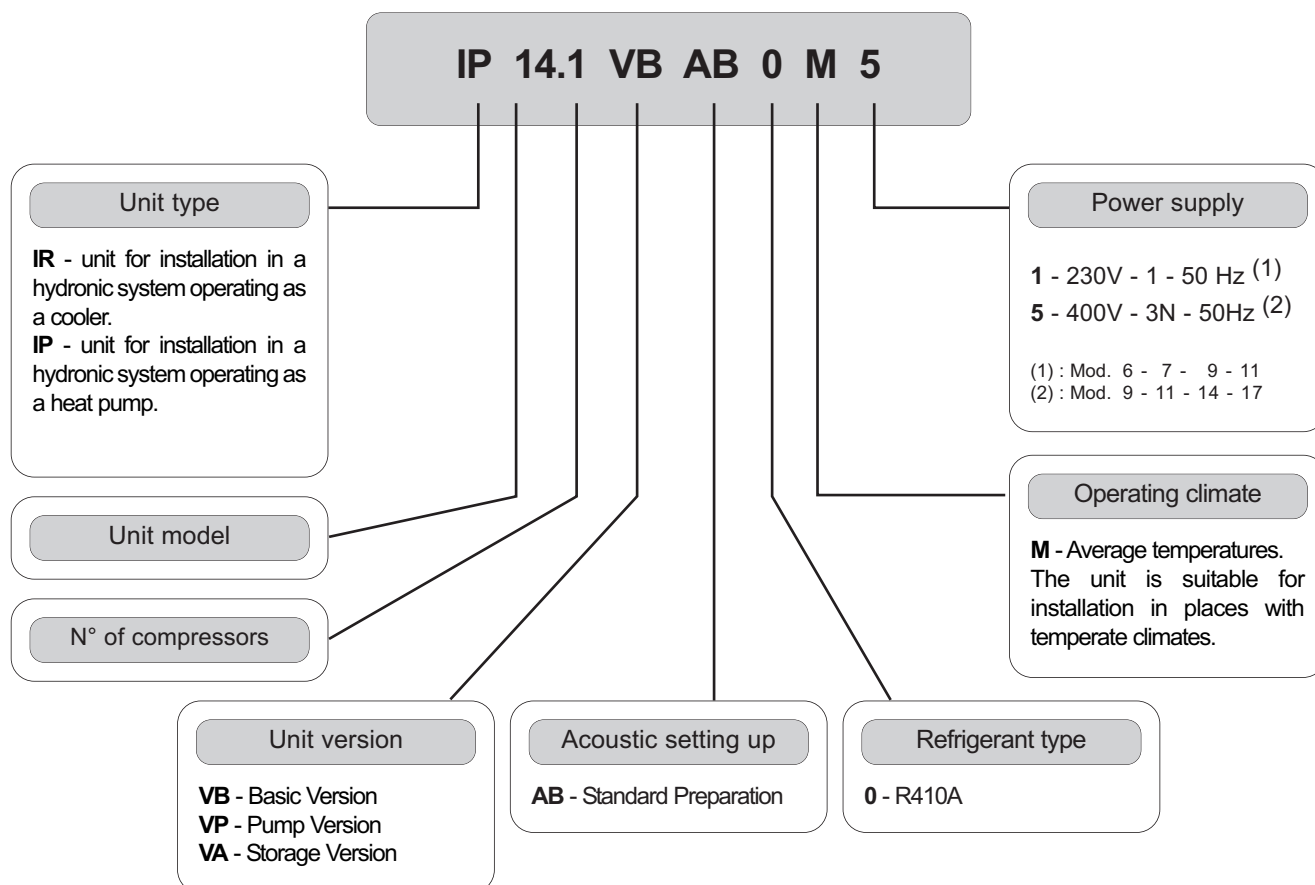 IP 14.1 VB AB 0 M 5
Unit type
IR - unit for installation in a
hydronic system operating as
a cooler.
IP - unit for installation in a
hydronic system operating as
a heat pump.
Unit model
N° of compressors
Unit version
VB - Basic Version
VP - Pump Version
VA - Storage Version
Acoustic setting up
AB - Standard Preparation
Refrigerant type
0 - R410A
Operating climate
M - Average temperatures.
The unit is suitable for
installation in places with
temperate climates.
Power supply
1 - 230V - 1 - 50 Hz (1)
5 - 400V - 3N - 50Hz (2)
(1) : Mod. 6 - 7 - 9 - 11
(2) : Mod. 9 - 11 - 14 - 17